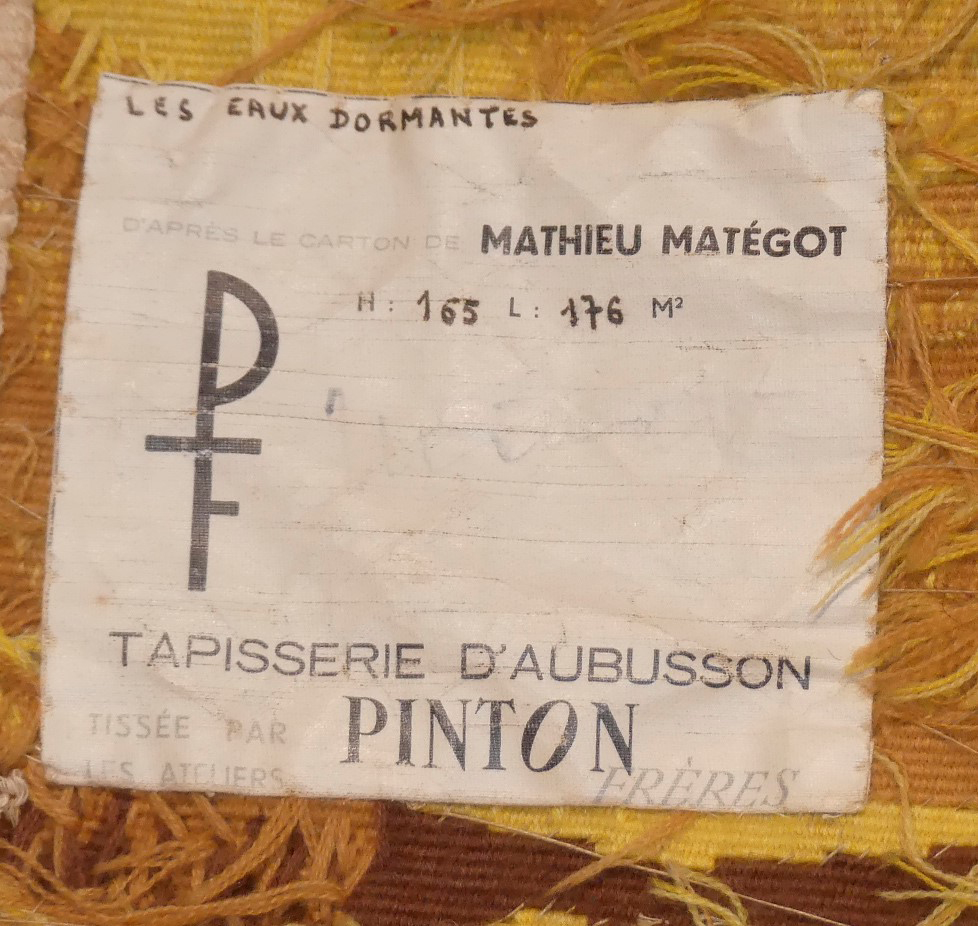 LES EAUX DORMANTES
D'APRÈS LE CARTON DE MATHIEU MATÉGOT
H : 165 L : 176 M²
PF
TAPISSERIE D'AUBUSSON
TISSÉE PAR
LES ATELIERS
PINTON
FRÈRES